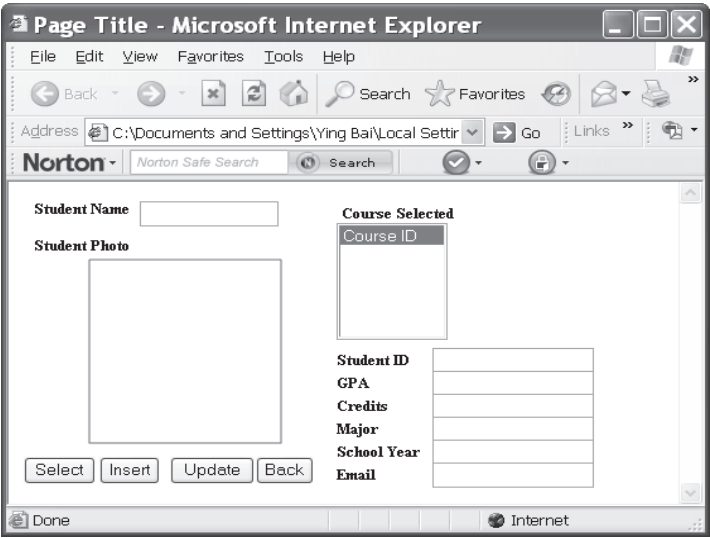 Page Title - Microsoft Internet Explorer
File Edit View Favorites Tools Help
Back Search Favorites »
Address C:\Documents and Settings\Ying Bai\Local Settir Go Links »
Norton Norton Safe Search Search
Student Name
Student Photo
Course Selected
Course ID
Student ID
GPA
Credits
Major
School Year
Email
Select Insert Update Back
Done Internet